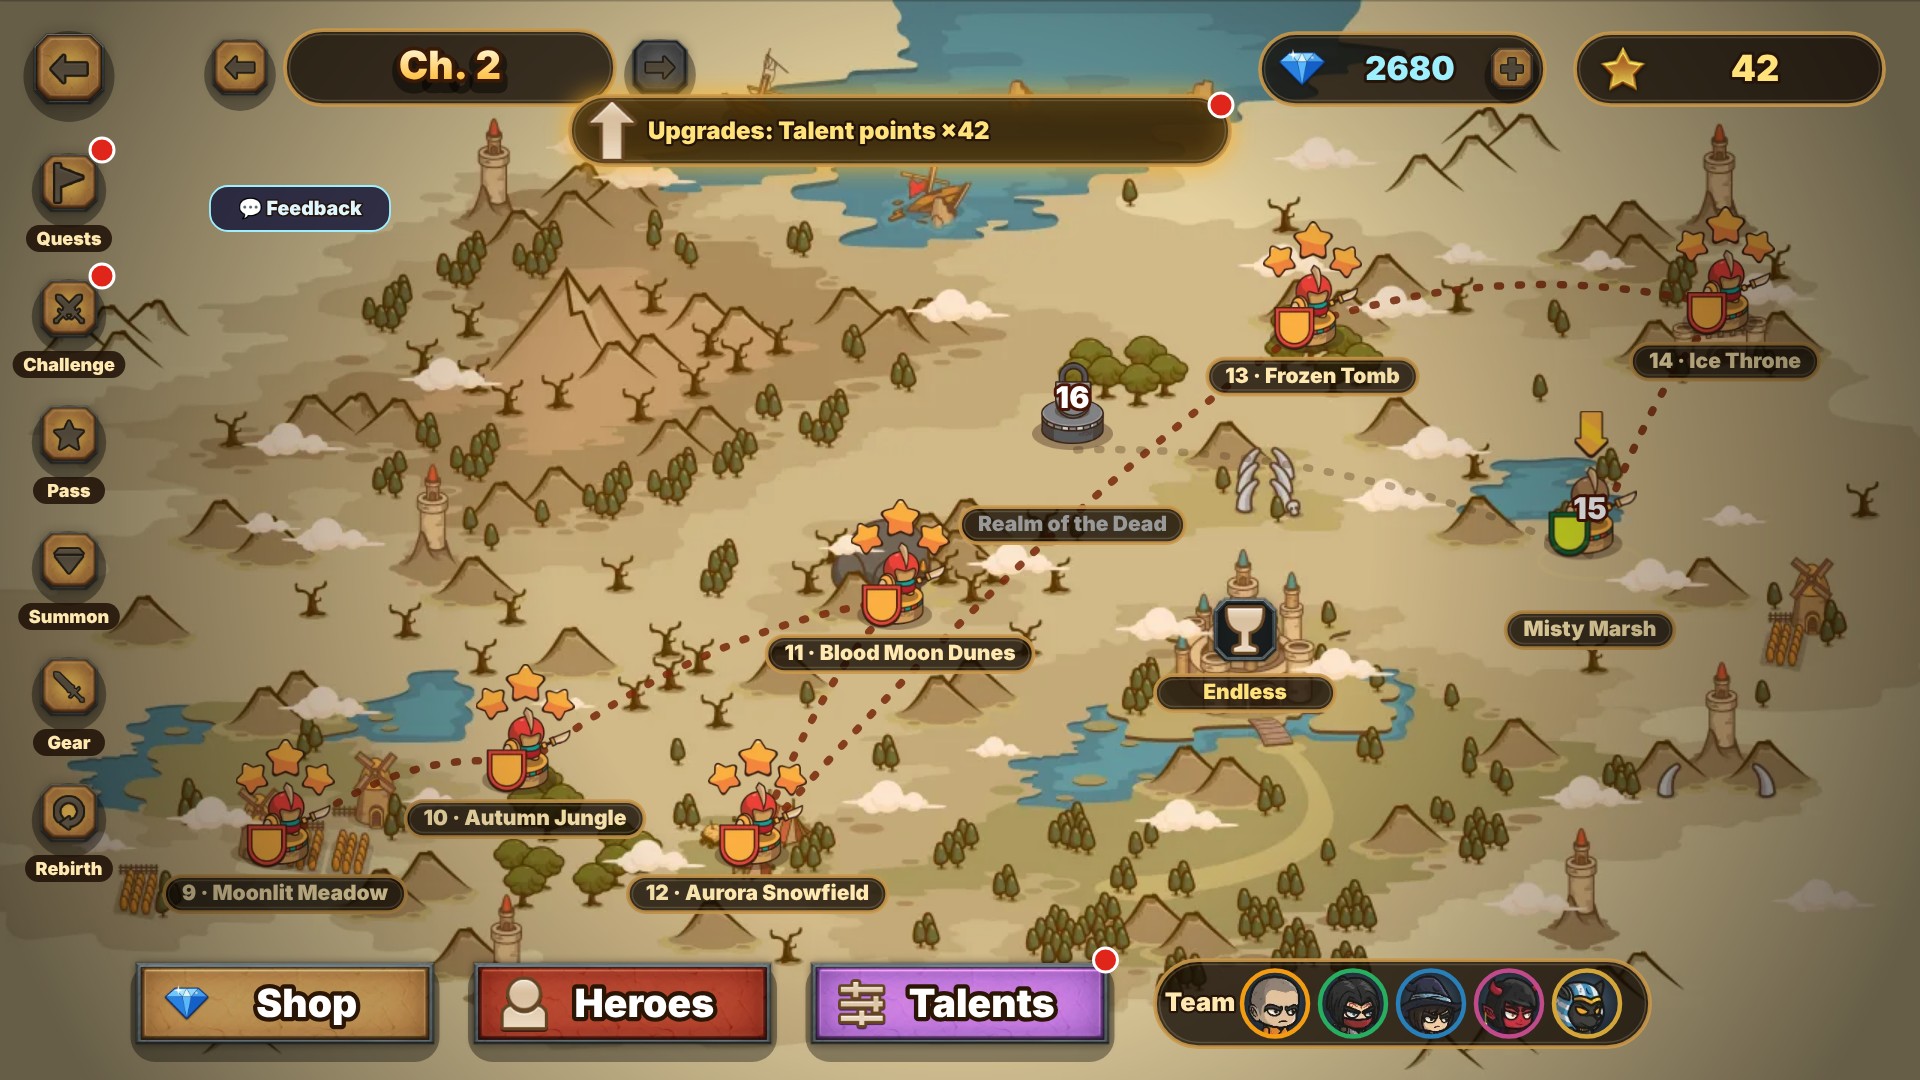 Ch. 2
2680
42
Upgrades: Talent points ×42
Quests
💬 Feedback
Challenge
13 · Frozen Tomb
14 · Ice Throne
16
Pass
15
Realm of the Dead
Summon
Misty Marsh
11 · Blood Moon Dunes
Endless
Gear
10 · Autumn Jungle
Rebirth
9 · Moonlit Meadow
12 · Aurora Snowfield
Shop
Heroes
Talents
Team